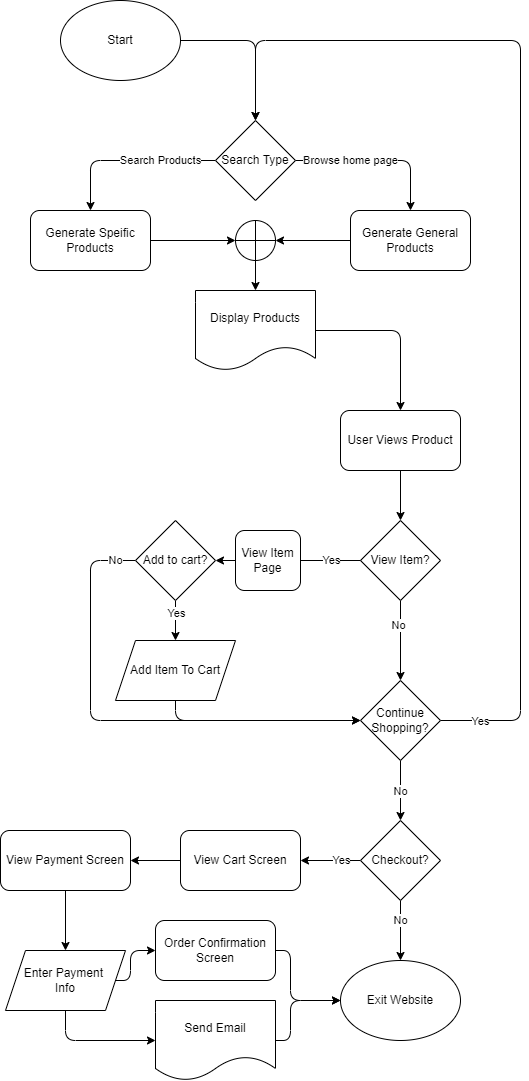 Start
Search Products
Search Type
Browse home page
Generate Speific
Products
Generate General
Products
Display Products
User Views Product
No
Add to cart?
View Item
Page
Yes
View Item?
Yes
No
Add Item To Cart
Continue
Shopping?
Yes
No
View Payment Screen
View Cart Screen
Yes
Checkout?
No
Order Confirmation
Screen
Enter Payment
Info
Exit Website
Send Email